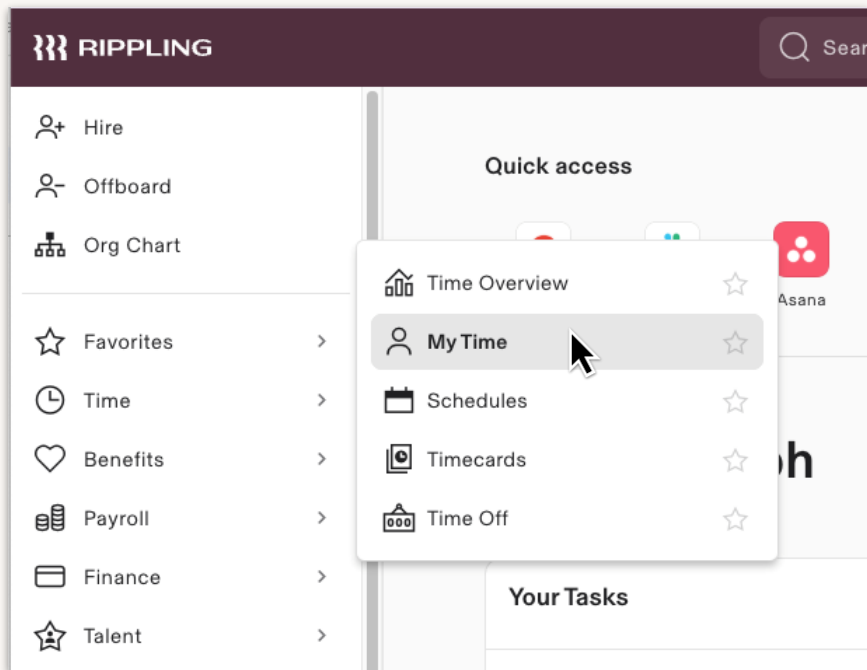 RIPPLING
Hire
Offboard
Org Chart
Favorites
Time
Benefits
Payroll
Finance
Talent
Quick access
Asana
Time Overview
My Time
Schedules
Timecards
Time Off
Your Tasks